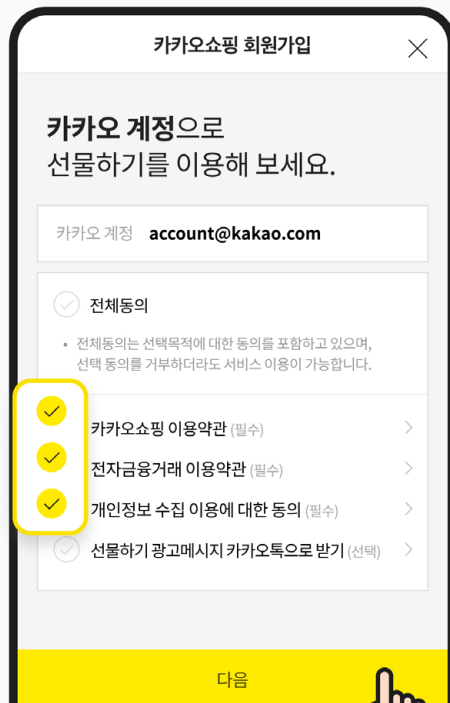 카카오쇼핑 회원가입
카카오 계정으로
선물하기를 이용해 보세요.
카카오 계정 account@kakao.com
전체동의
• 전체동의는 선택목적에 대한 동의를 포함하고 있으며,
선택 동의를 거부하더라도 서비스 이용이 가능합니다.
카카오쇼핑 이용약관 (필수)
전자금융거래 이용약관 (필수)
개인정보 수집 이용에 대한 동의 (필수)
선물하기 광고메시지 카카오톡으로 받기 (선택)
다음